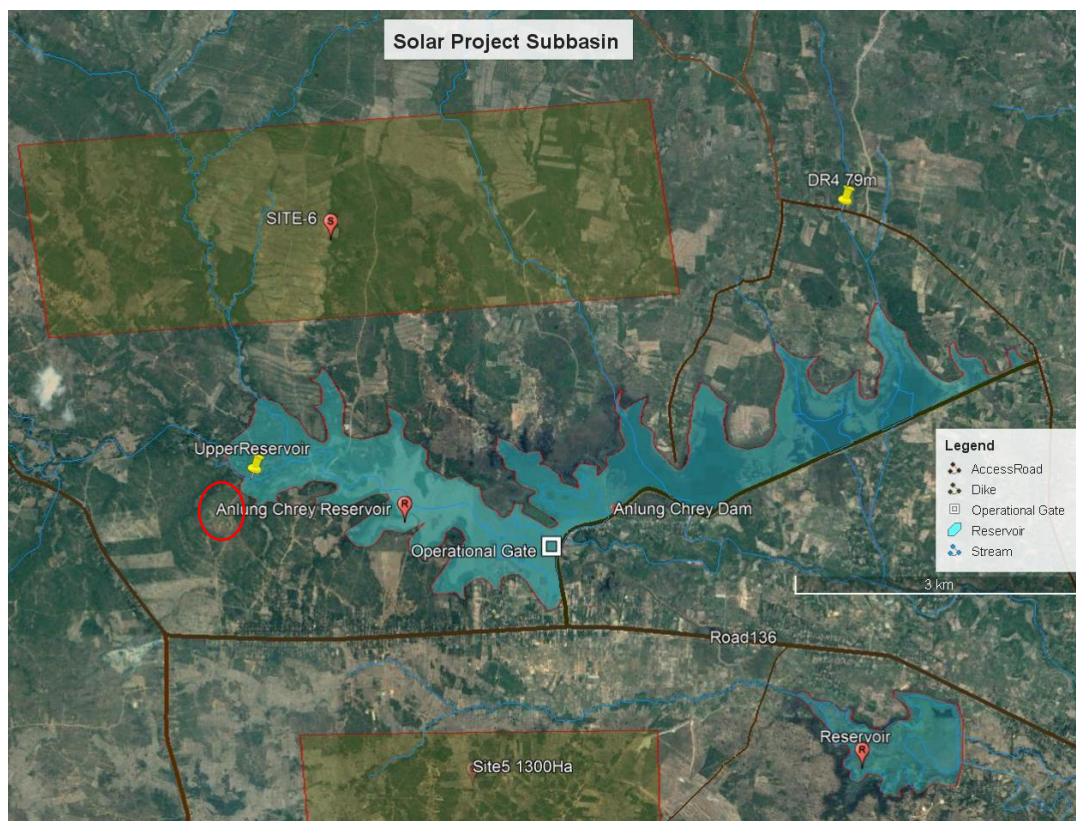 Solar Project Subbasin
DR4 79m
SITE-6
S
UpperReservoir
Anlung Chrey Reservoir
R
Anlung Chrey Dam
Operational Gate
Legend
AccessRoad
Dike
Operational Gate
Reservoir
Stream
3 km
Road136
Reservoir
R
Site5 1300Ha